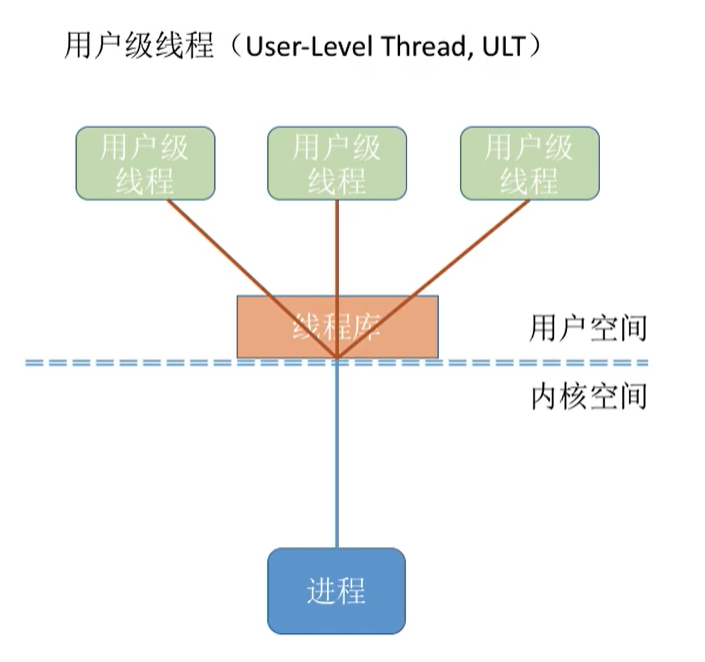 用户级线程（User-Level Thread, ULT）
用户级
线程
用户级
线程
用户级
线程
线程库
用户空间
内核空间
进程